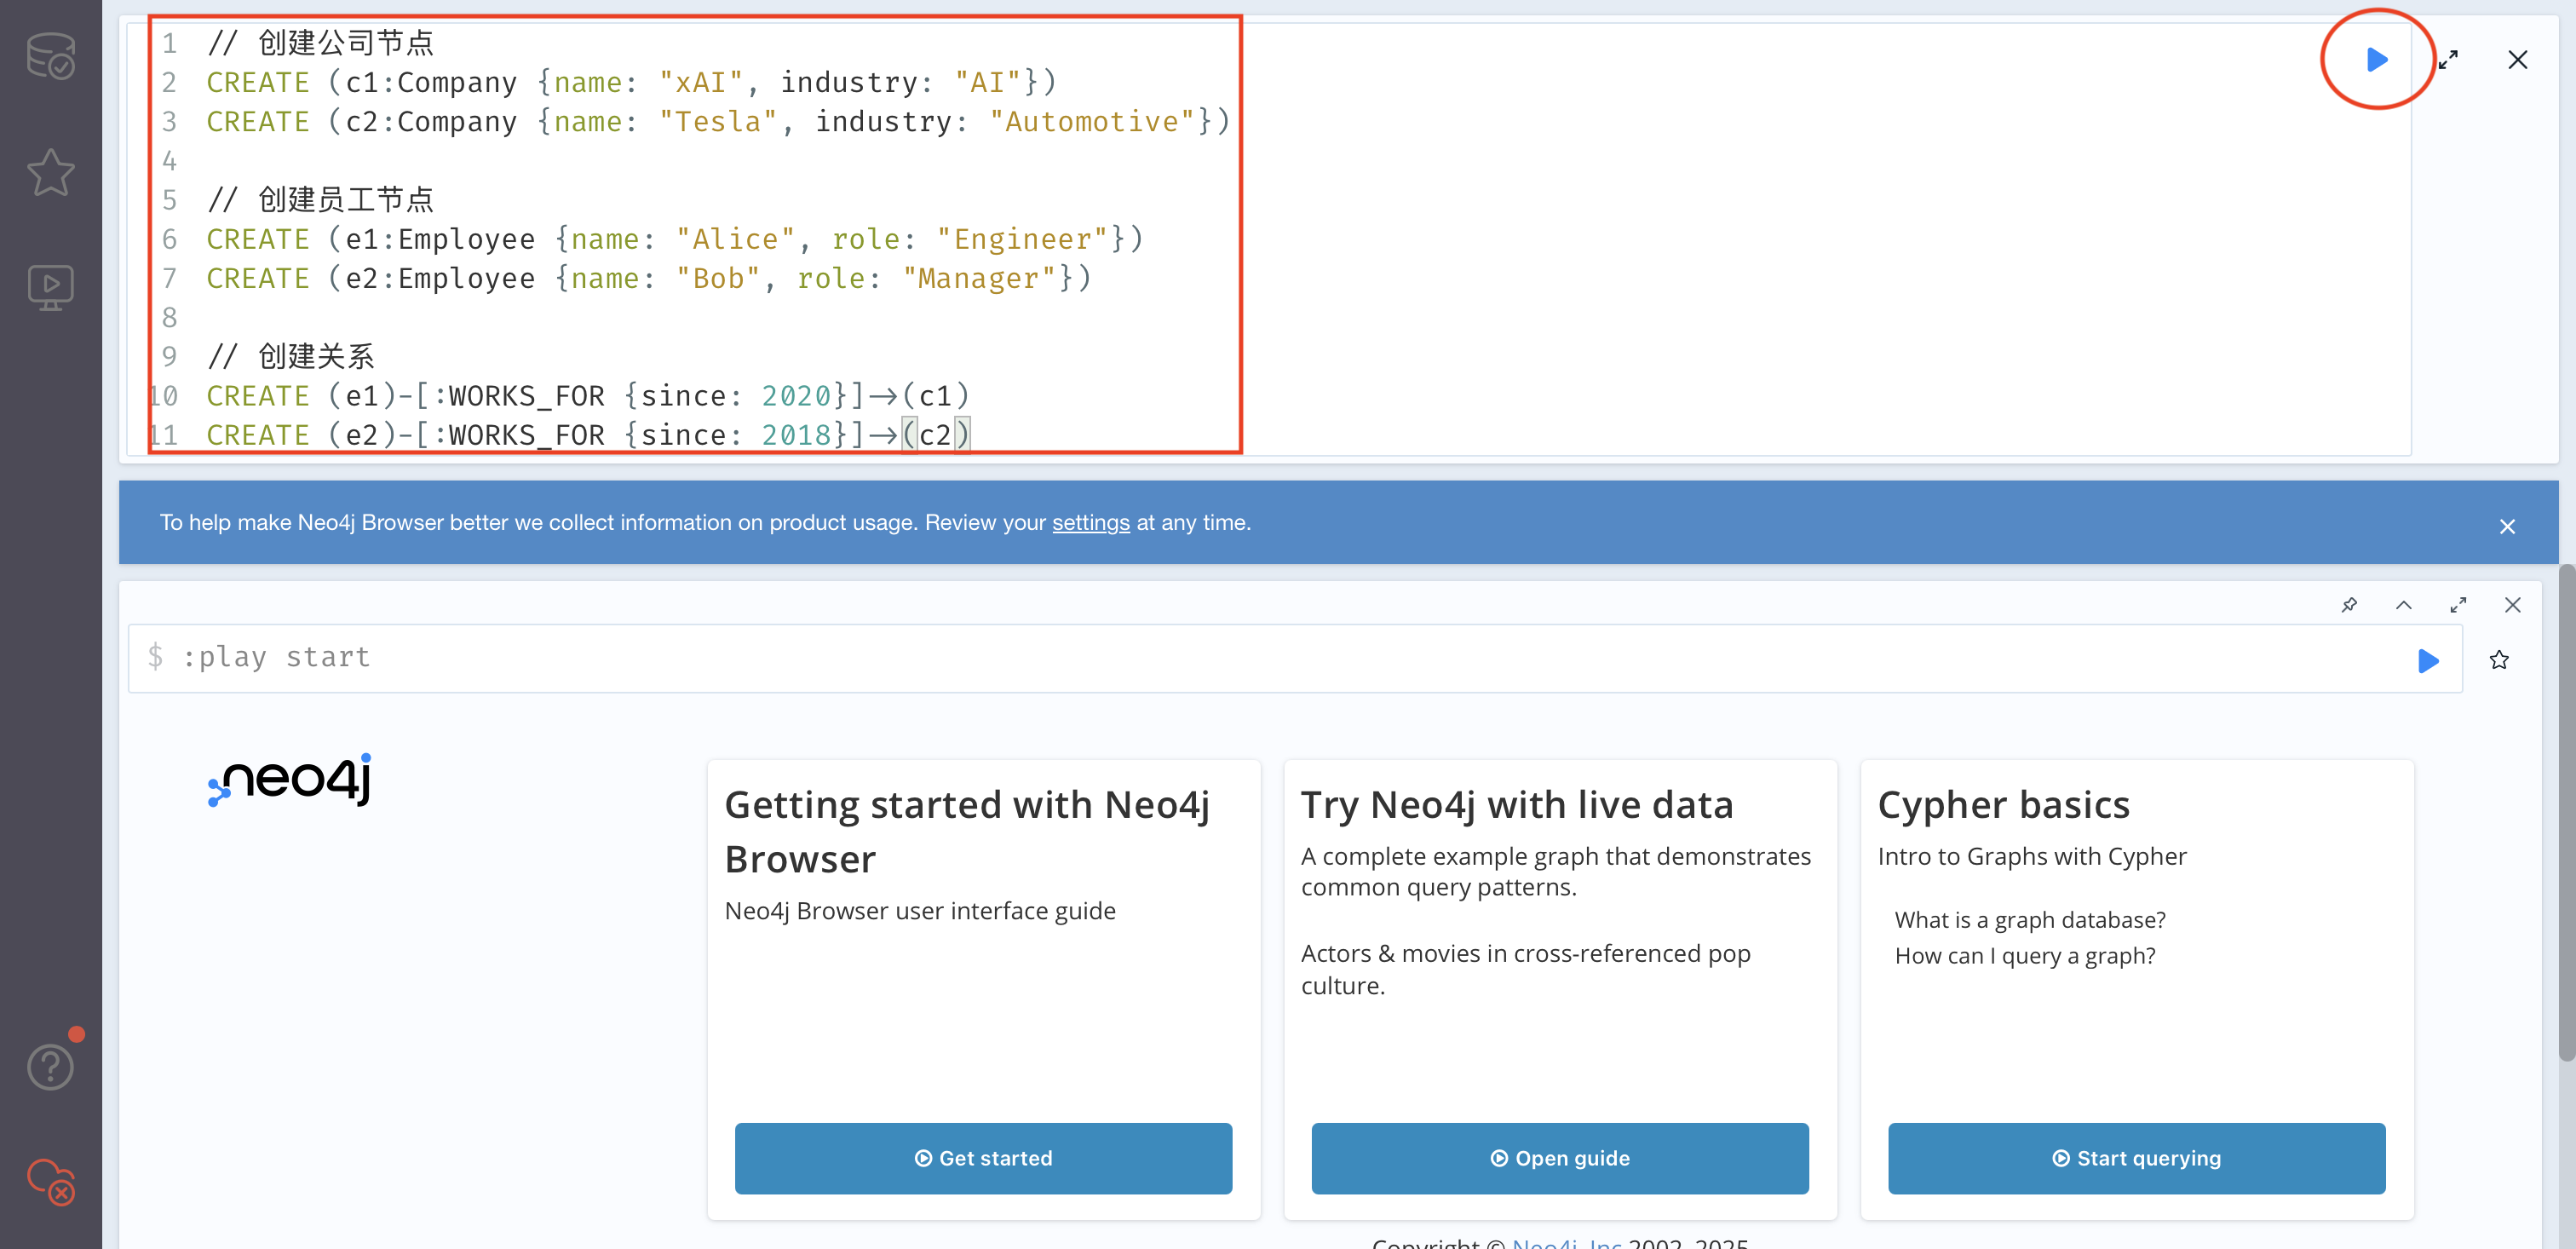 1 // 创建公司节点
2 CREATE (c1:Company {name: "xAI", industry: "AI"})
3 CREATE (c2:Company {name: "Tesla", industry: "Automotive"})
4
5 // 创建员工节点
6 CREATE (e1:Employee {name: "Alice", role: "Engineer"})
7 CREATE (e2:Employee {name: "Bob", role: "Manager"})
8
9 // 创建关系
10 CREATE (e1)-[:WORKS_FOR {since: 2020}]->(c1)
11 CREATE (e2)-[:WORKS_FOR {since: 2018}]->(c2)
To help make Neo4j Browser better we collect information on product usage. Review your settings at any time.
$ :play start
neo4j
Getting started with Neo4j
Browser
Neo4j Browser user interface guide
Get started
Try Neo4j with live data
A complete example graph that demonstrates
common query patterns.
Actors & movies in cross-referenced pop
culture.
Open guide
Cypher basics
Intro to Graphs with Cypher
What is a graph database?
How can I query a graph?
Start querying
Copyright © Neo4j, Inc 2002–2025